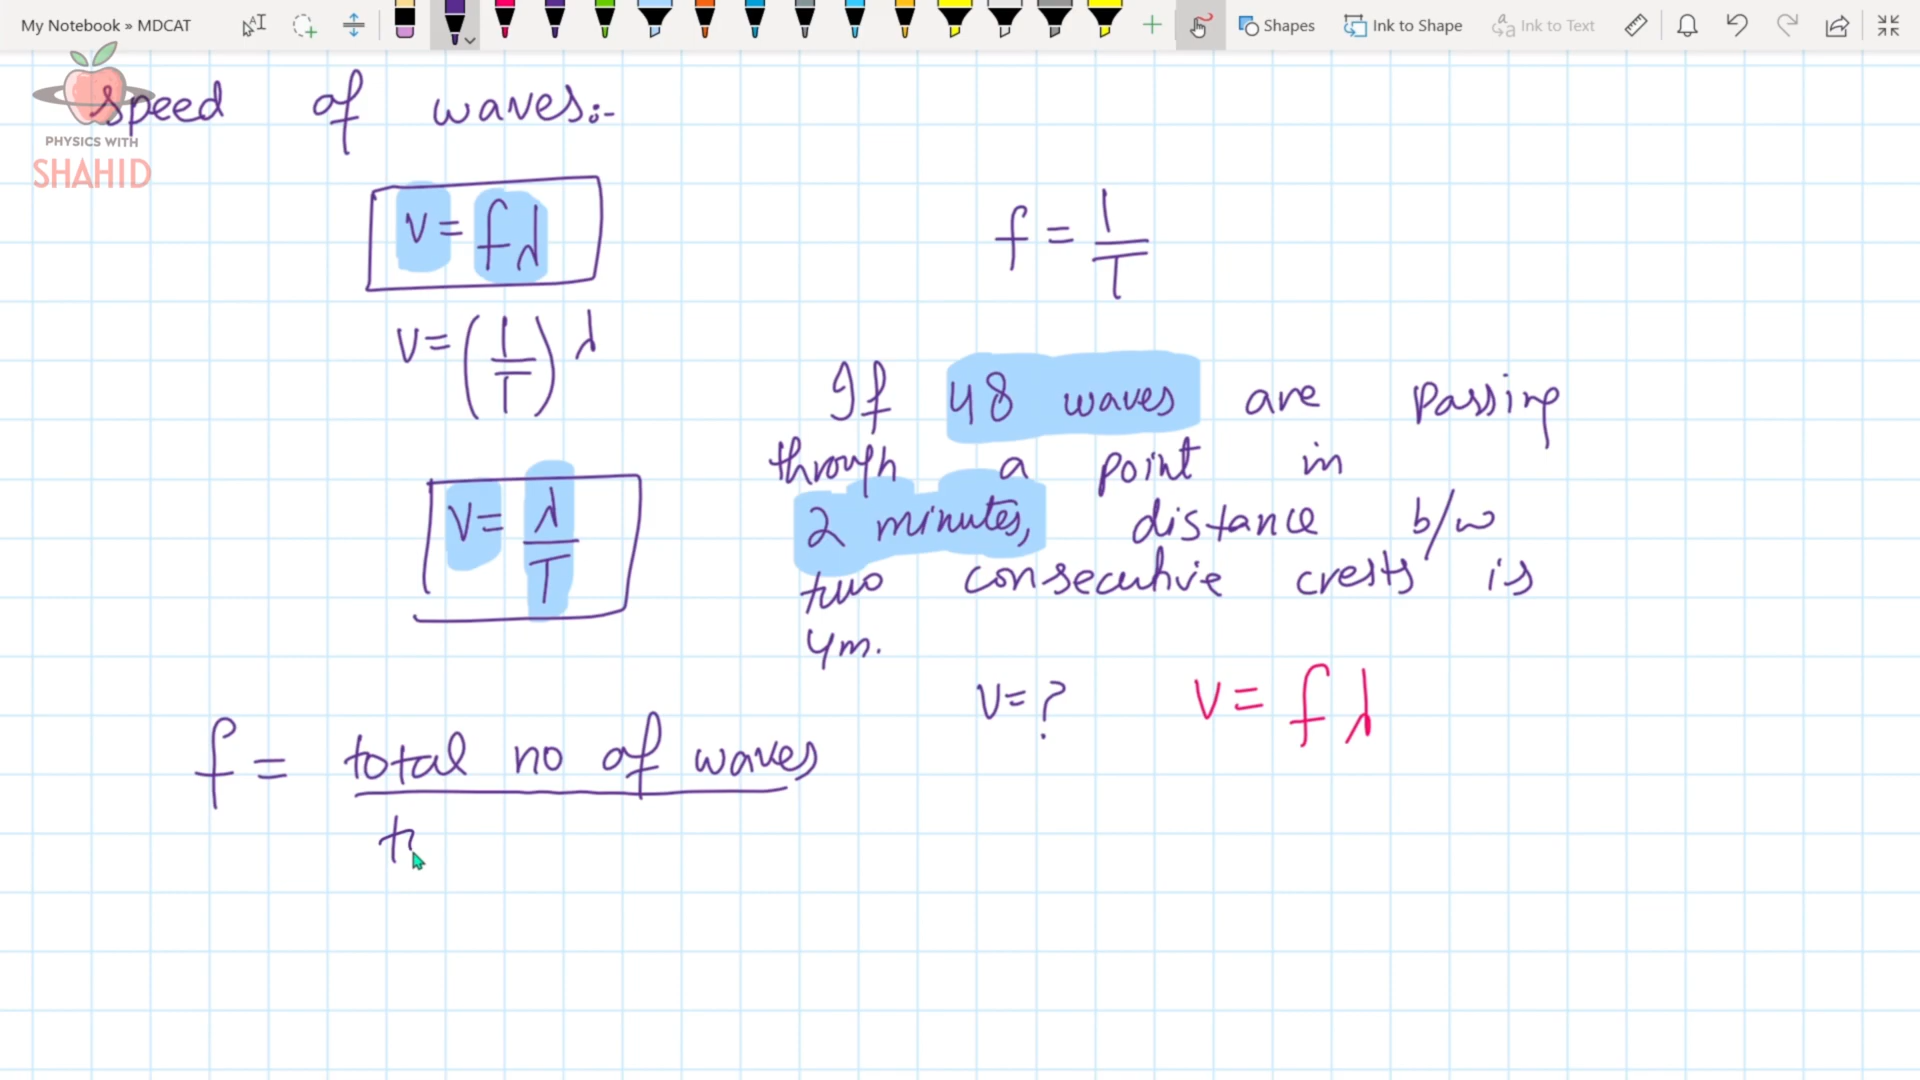 My Notebook » MDCAT
Shapes
Ink to Shape
Ink to Text
PHYSICS WITH
SHAHID
speed of waves:-
v = fλ
f = 1/T
v = (1/T) λ
If 48 waves are passing
through a point in
2 minutes, distance b/w
two consecutive crests is
4m.
v = λ/T
v = ?
v = fλ
f = total no of waves